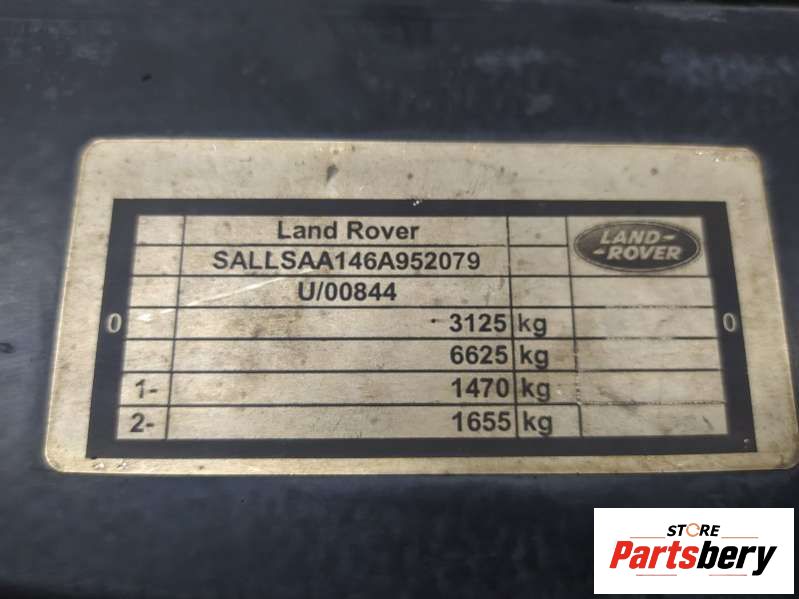 Land Rover
LAND-
-ROVER
SALLSAA146A952079
U/00844
0
3125 kg
0
6625 kg
1- 1470 kg
2- 1655 kg
STORE
Partsbery